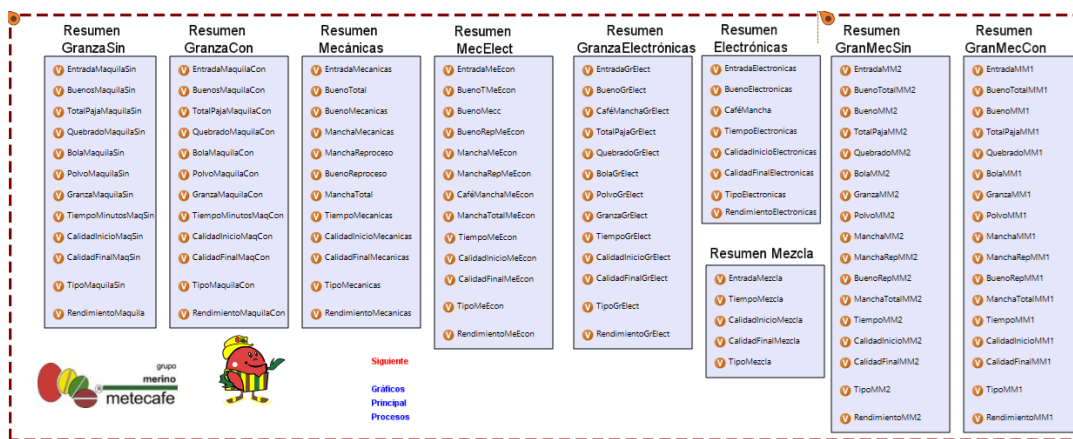 Resumen
GranzaSin
EntradaMaquilaSin
BuenosMaquilaSin
TotalPajaMaquilaSin
QuebradoMaquilaSin
BolaMaquilaSin
PolvoMaquilaSin
GranzaMaquilaSin
TiempoMinutosMaqSin
CalidadInicioMaqSin
CalidadFinalMaqSin
TipoMaquilaSin
RendimientoMaquila
Resumen
GranzaCon
EntradaMaquilaCon
BuenosMaquilaCon
TotalPajaMaquilaCon
QuebradoMaquilaCon
BolaMaquilaCon
PolvoMaquilaCon
GranzaMaquilaCon
TiempoMinutosMaqCon
CalidadInicioMaqCon
CalidadFinalMaqCon
TipoMaquilaCon
RendimientoMaquilaCon
Resumen
Mecánicas
EntradaMecanicas
BuenoTotal
BuenoMecanicas
ManchaMecanicas
ManchaReproceso
BuenoReproceso
ManchaTotal
TiempoMecanicas
CalidadInicioMecanicas
CalidadFinalMecanicas
TipoMecanicas
RendimientoMecanicas
Resumen
MecElect
EntradaMeEcon
BuenoTMeEcon
BuenoMecc
BuenoRepMeEcon
ManchaMeEcon
ManchaRepMeEcon
CaféManchaMeEcon
ManchaTotalMeEcon
TiempoMeEcon
CalidadInicioMeEcon
CalidadFinalMeEcon
TipoMeEcon
RendimientoMeEcon
Resumen
GranzaElectrónicas
EntradaGrElect
BuenoGrElect
CaféManchaGrElect
TotalPajaGrElect
QuebradoGrElect
BolaGrElect
PolvoGrElect
GranzaGrElect
TiempoGrElect
CalidadInicioGrElect
CalidadFinalGrElect
TipoGrElect
RendimientoGrElect
Resumen
Electrónicas
EntradaElectronicas
BuenoElectronicas
CaféMancha
TiempoElectronicas
CalidadInicioElectronicas
CalidadFinalElectronicas
TipoElectronicas
RendimientoElectronicas
Resumen Mezcla
EntradaMezcla
TiempoMezcla
CalidadInicioMezcla
CalidadFinalMezcla
TipoMezcla
Resumen
GranMecSin
EntradaMM2
BuenoTotalMM2
BuenoMM2
TotalPajaMM2
QuebradoMM2
BolaMM2
GranzaMM2
PolvoMM2
ManchaMM2
ManchaRepMM2
BuenoRepMM2
ManchaTotalMM2
TiempoMM2
CalidadInicioMM2
CalidadFinalMM2
TipoMM2
RendimientoMM2
Resumen
GranMecCon
EntradaMM1
BuenoTotalMM1
BuenoMM1
TotalPajaMM1
QuebradoMM1
BolaMM1
GranzaMM1
PolvoMM1
ManchaMM1
ManchaRepMM1
BuenoRepMM1
ManchaTotalMM1
TiempoMM1
CalidadInicioMM1
CalidadFinalMM1
TipoMM1
RendimientoMM1
grupo
merino
metecafe
Siguiente
Gráficos
Principal
Procesos